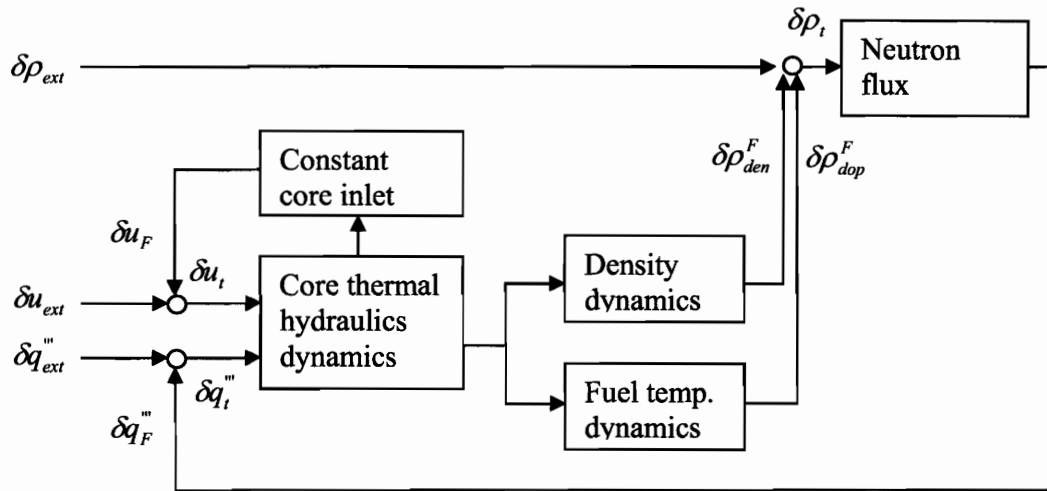 δρ_t
Neutron
flux
δρ_ext
δρ^F_den
δρ^F_dop
Constant
core inlet
δu_F
δu_t
δu_ext
Core thermal
hydraulics
dynamics
Density
dynamics
δq'''_ext
δq'''_t
δq'''_F
Fuel temp.
dynamics